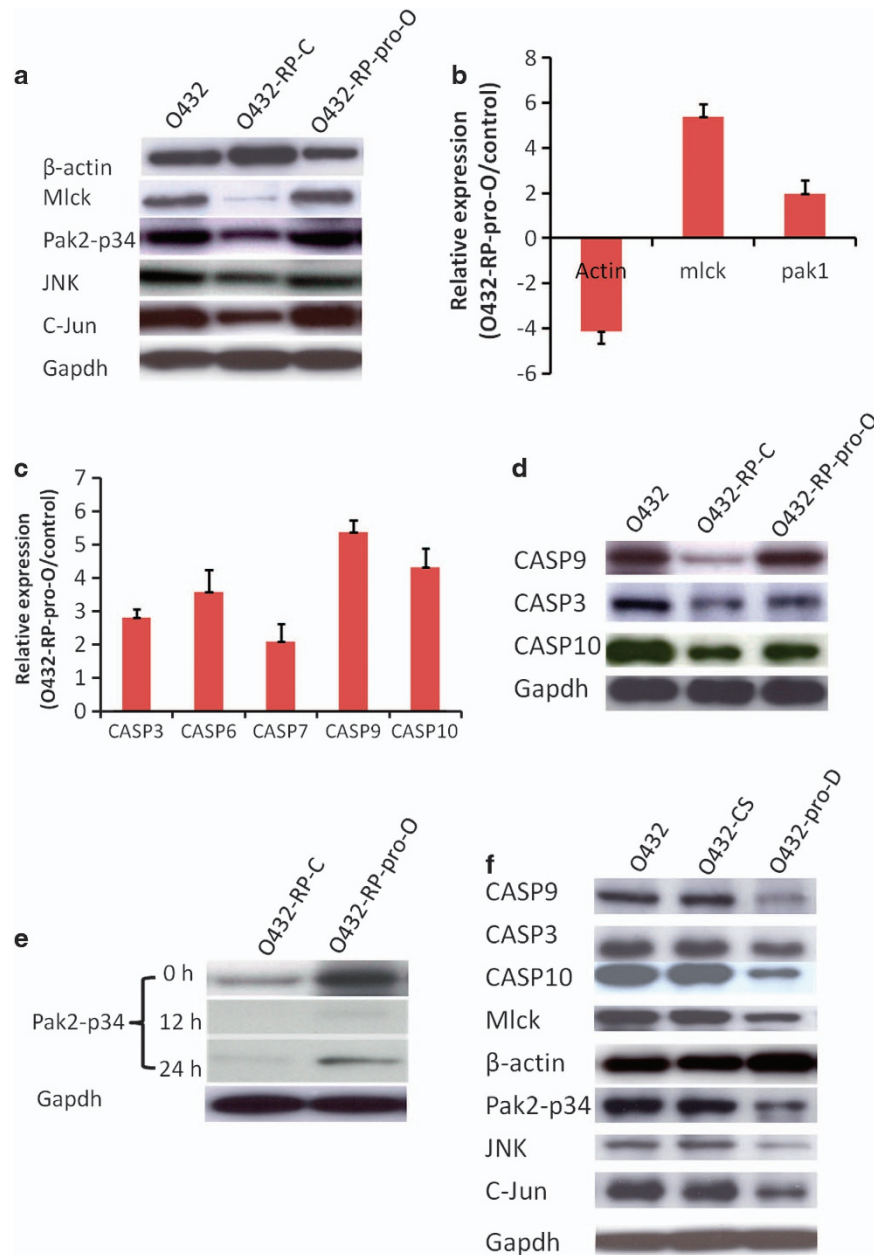 a
O432
O432-RP-C
O432-RP-pro-O
β-actin
Mlck
Pak2-p34
JNK
C-Jun
Gapdh
b
Relative expression
(O432-RP-pro-O/control)
8
6
4
2
0
-2
-4
-6
Actin
mlck
pak1
c
Relative expression
(O432-RP-pro-O/control)
7
6
5
4
3
2
1
0
CASP3
CASP6
CASP7
CASP9
CASP10
d
O432
O432-RP-C
O432-RP-pro-O
CASP9
CASP3
CASP10
Gapdh
e
O432-RP-C
O432-RP-pro-O
Pak2-p34
0 h
12 h
24 h
Gapdh
f
O432
O432-CS
O432-pro-D
CASP9
CASP3
CASP10
Mlck
β-actin
Pak2-p34
JNK
C-Jun
Gapdh